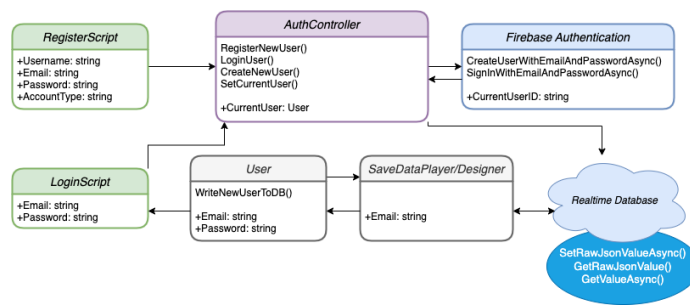 RegisterScript
+Username: string
+Email: string
+Password: string
+AccountType: string
AuthController
RegisterNewUser()
LoginUser()
CreateNewUser()
SetCurrentUser()
+CurrentUser: User
Firebase Authentication
CreateUserWithEmailAndPasswordAsync()
SignInWithEmailAndPasswordAsync()
+CurrentUserID: string
LoginScript
+Email: string
+Password: string
User
WriteNewUserToDB()
+Email: string
+Password: string
SaveDataPlayer/Designer
+Email: string
Realtime Database
SetRawJsonValueAsync()
GetRawJsonValue()
GetValueAsync()